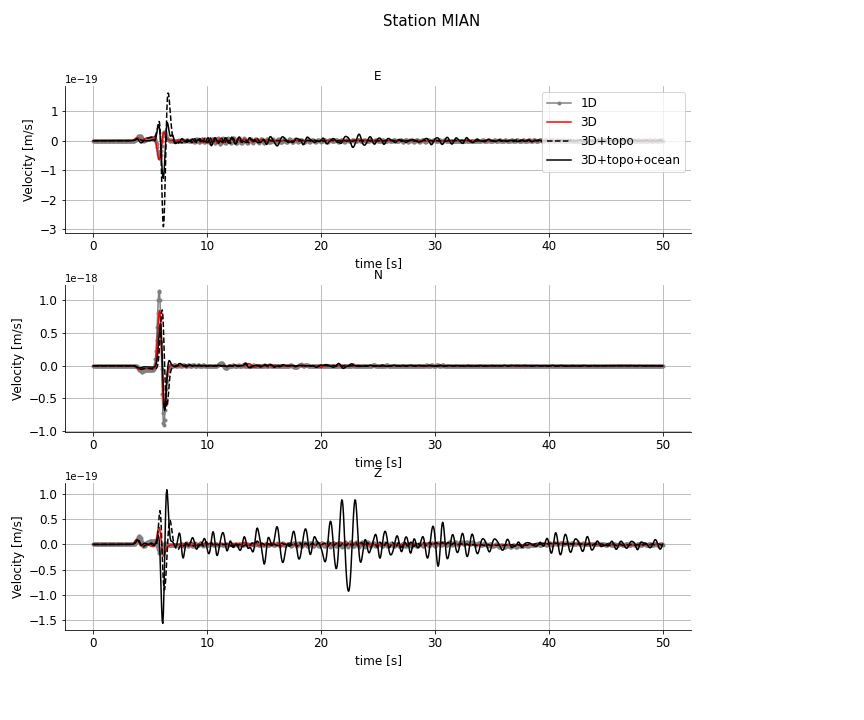 Station MIAN
E
1e−19
1D
3D
3D+topo
3D+topo+ocean
Velocity [m/s]
1
0
−1
−2
−3
0 10 20 30 40 50
time [s]
N
1e−18
Velocity [m/s]
1.0
0.5
0.0
−0.5
−1.0
0 10 20 30 40 50
time [s]
Z
1e−19
Velocity [m/s]
1.0
0.5
0.0
−0.5
−1.0
−1.5
0 10 20 30 40 50
time [s]